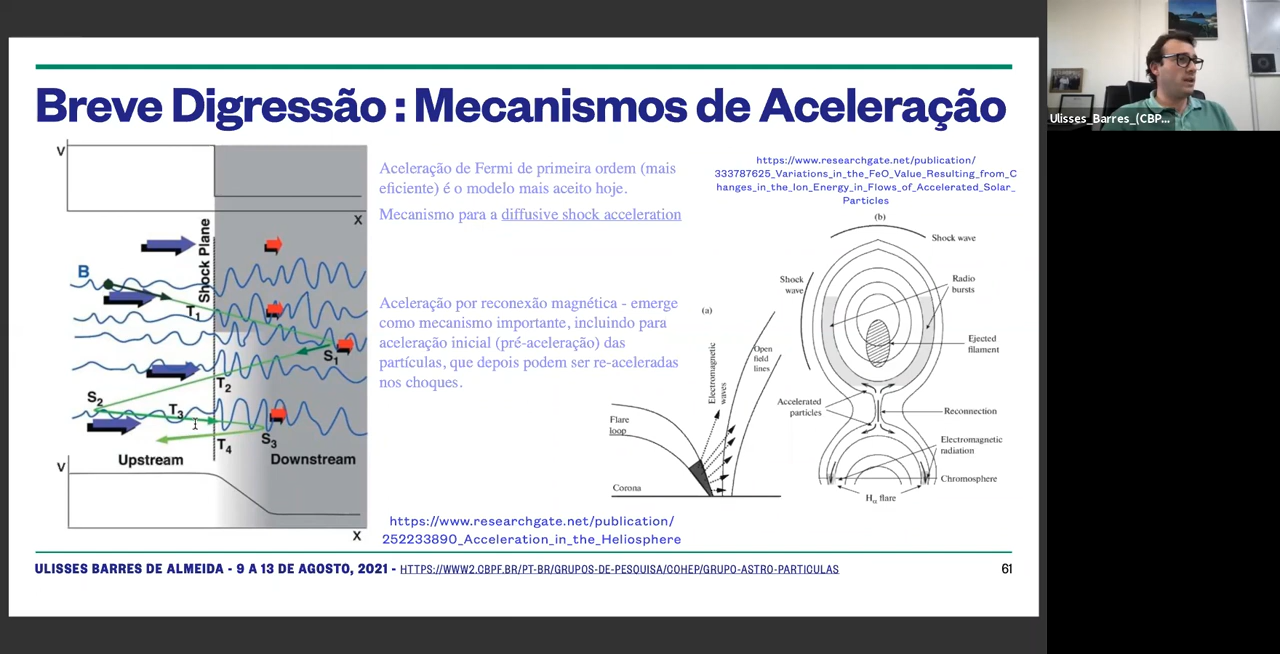 Breve Digressão : Mecanismos de Aceleração
V
X
Shock Plane
B
T1
S1
T2
S2
T3
S3
T4
Upstream
Downstream
V
X
Aceleração de Fermi de primeira ordem (mais
eficiente) é o modelo mais aceito hoje.
Mecanismo para a diffusive shock acceleration
Aceleração por reconexão magnética - emerge
como mecanismo importante, incluindo para
aceleração inicial (pré-aceleração) das
partículas, que depois podem ser re-aceleradas
nos choques.
https://www.researchgate.net/publication/
252233890_Acceleration_in_the_Heliosphere
https://www.researchgate.net/publication/
333787625_Variations_in_the_FeO_Value_Resulting_from_C
hanges_in_the_Ion_Energy_in_Flows_of_Accelerated_Solar_
Particles
(a)
Electromagnetic
waves
Open
field
lines
Flare
loop
Corona
(b)
Shock wave
Shock
wave
Radio
bursts
Ejected
filament
Accelerated
particles
Reconnection
Electromagnetic
radiation
Chromosphere
Hα flare
ULISSES BARRES DE ALMEIDA - 9 A 13 DE AGOSTO, 2021 - HTTPS://WWW2.CBPF.BR/PT-BR/GRUPOS-DE-PESQUISA/COHEP/GRUPO-ASTRO-PARTICULAS
61
Ulisses_Barres_(CBP...